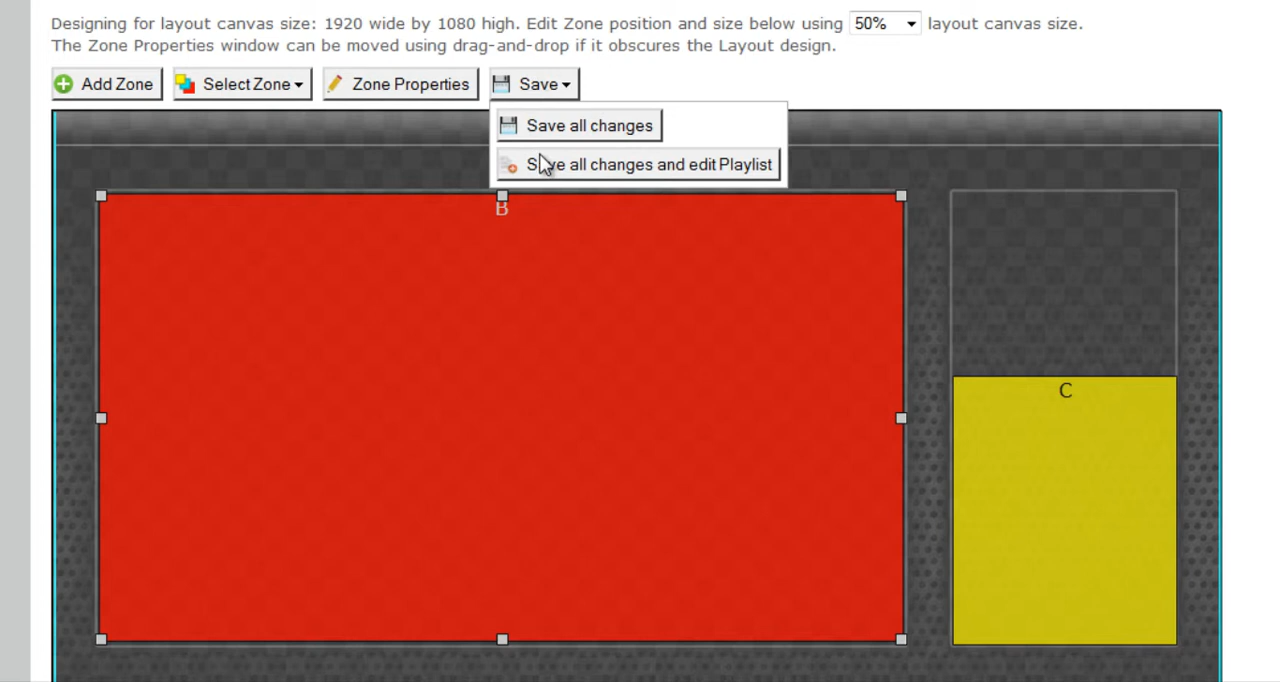 Designing for layout canvas size: 1920 wide by 1080 high. Edit Zone position and size below using 50% layout canvas size.
The Zone Properties window can be moved using drag-and-drop if it obscures the Layout design.
Add Zone Select Zone Zone Properties Save
Save all changes
Save all changes and edit Playlist
B
C